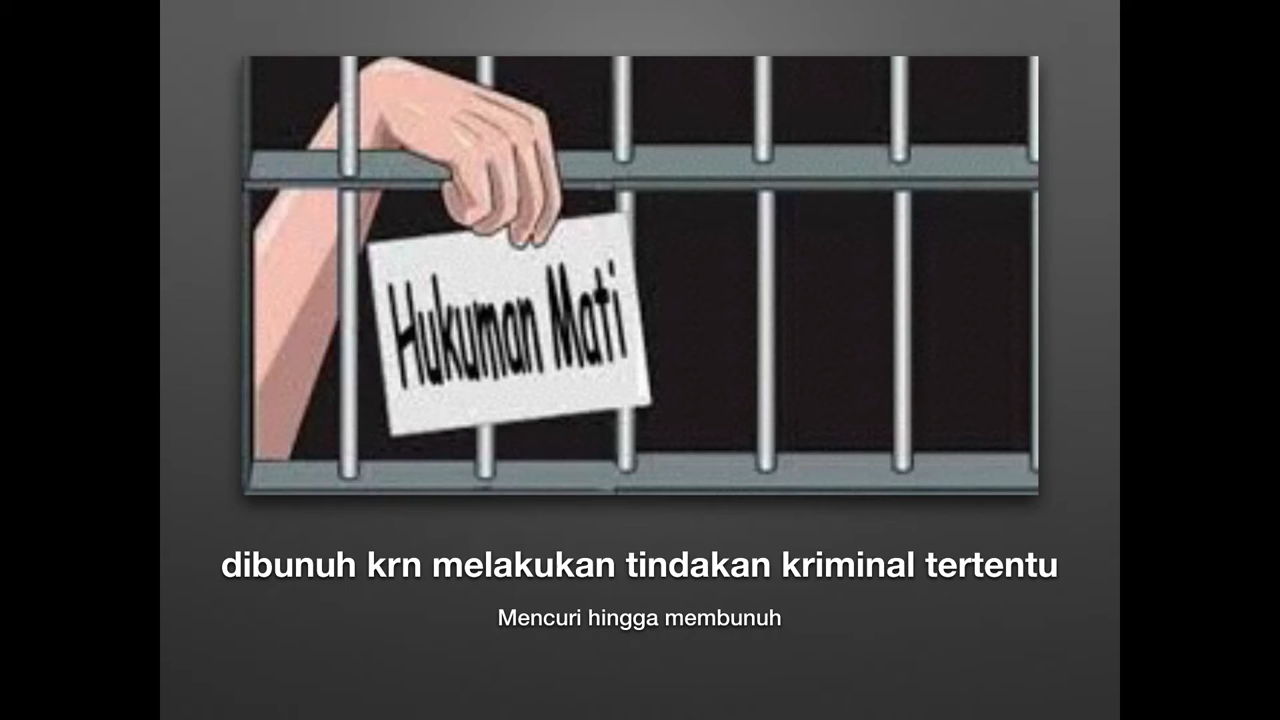 Hukuman Mati
dibunuh krn melakukan tindakan kriminal tertentu
Mencuri hingga membunuh